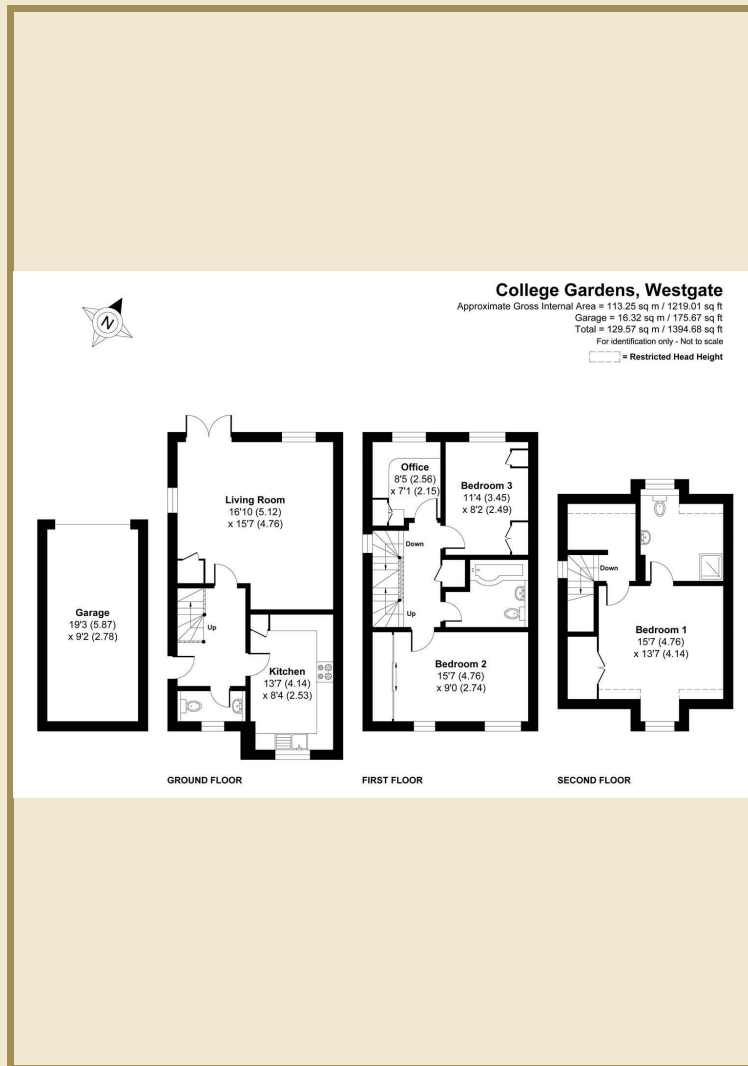 College Gardens, Westgate
Approximate Gross Internal Area = 113.25 sq m / 1219.01 sq ft
Garage = 16.32 sq m / 175.67 sq ft
Total = 129.57 sq m / 1394.68 sq ft
For identification only - Not to scale
= Restricted Head Height
N
Garage
19'3 (5.87)
x 9'2 (2.78)
Living Room
16'10 (5.12)
x 15'7 (4.76)
Up
Kitchen
13'7 (4.14)
x 8'4 (2.53)
GROUND FLOOR
Office
8'5 (2.56)
x 7'1 (2.15)
Bedroom 3
11'4 (3.45)
x 8'2 (2.49)
Down
Up
Bedroom 2
15'7 (4.76)
x 9'0 (2.74)
FIRST FLOOR
Down
Bedroom 1
15'7 (4.76)
x 13'7 (4.14)
SECOND FLOOR